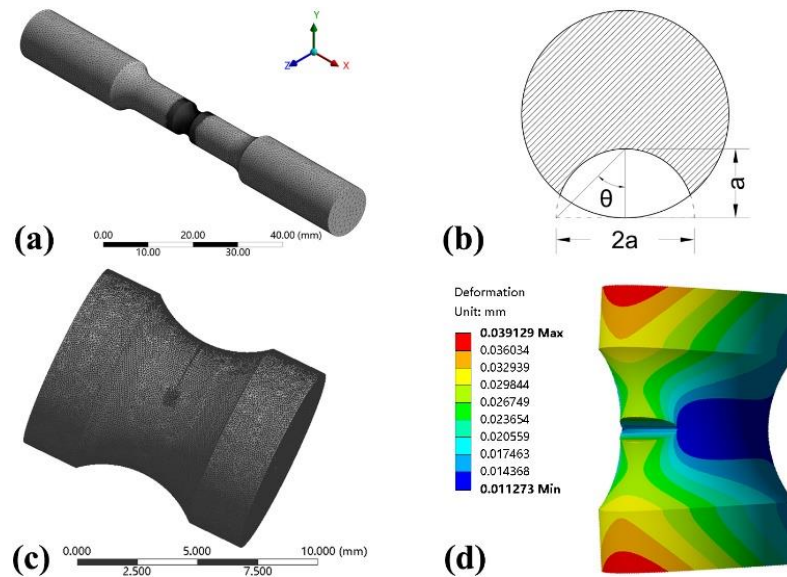 Y
Z
X
(a)
0.00
20.00
40.00 (mm)
10.00
30.00
θ
a
2a
(b)
(c)
0.000
5.000
10.000 (mm)
2.500
7.500
Deformation
Unit: mm
0.039129 Max
0.036034
0.032939
0.029844
0.026749
0.023654
0.020559
0.017463
0.014368
0.011273 Min
(d)